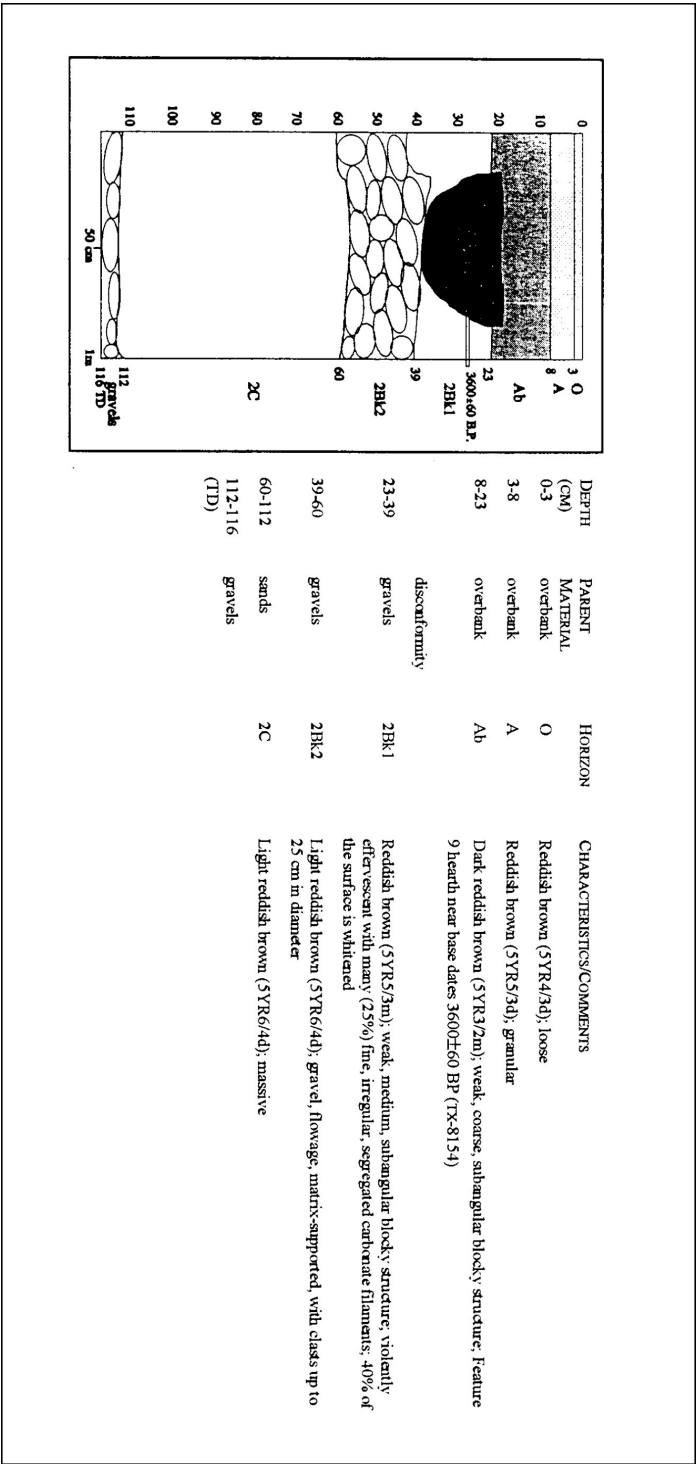 0
10
20
30
40
50
60
70
80
90
100
110
50 cm
1m
O
3
A
8
Ab
23
3600±60 B.P.
2Bk1
39
2Bk2
60
2C
112
gravels
116 TD
DEPTH (CM) PARENT MATERIAL HORIZON CHARACTERISTICS/COMMENTS
0-3 overbank O Reddish brown (5YR4/3d); loose
3-8 overbank A Reddish brown (5YR5/3d); granular
8-23 overbank Ab Dark reddish brown (5YR3/2m); weak, coarse, subangular blocky structure; Feature
9 hearth near base dates 3600±60 BP (TX-8154)
disconformity
23-39 gravels 2Bk1 Reddish brown (5YR5/3m); weak, medium, subangular blocky structure; violently
effervescent with many (25%) fine, irregular, segregated carbonate filaments; 40% of
the surface is whitened
39-60 gravels 2Bk2 Light reddish brown (5YR6/4d); gravel, flowage, matrix-supported, with clasts up to
25 cm in diameter
60-112 sands 2C Light reddish brown (5YR6/4d); massive
112-116 gravels
(TD)